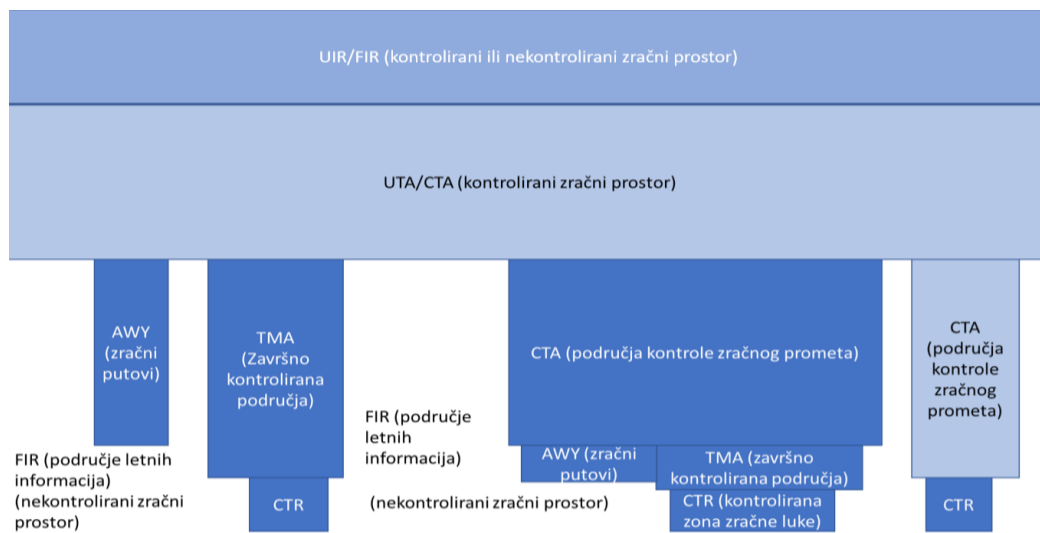 UIR/FIR (kontrolirani ili nekontrolirani zračni prostor)
UTA/CTA (kontrolirani zračni prostor)
AWY
(zračni
putovi)
TMA
(Završno
kontrolirana
područja)
CTR
FIR (područje letnih
informacija)
(nekontrolirani zračni
prostor)
FIR (područje
letnih
informacija)
(nekontrolirani zračni prostor)
CTA (područja kontrole zračnog prometa)
AWY (zračni
putovi)
TMA (završno
kontrolirana područja)
CTR (kontrolirana
zona zračne luke)
CTA
(područja
kontrole
zračnog
prometa)
CTR